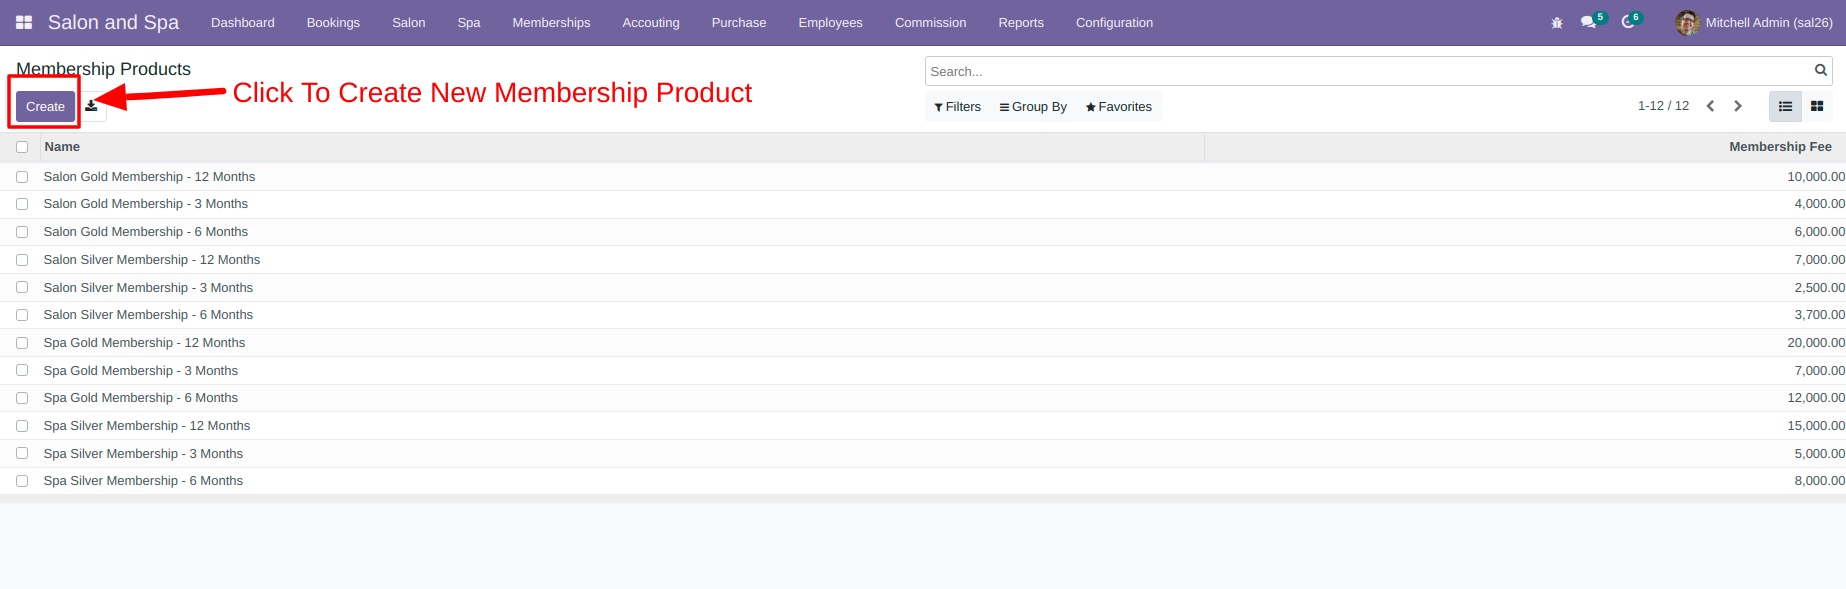 Salon and Spa Dashboard Bookings Salon Spa Memberships Accouting Purchase Employees Commission Reports Configuration 5 6 Mitchell Admin (sal26)
Membership Products
Search...
Create
Click To Create New Membership Product
Filters Group By Favorites 1-12 / 12
Name Membership Fee
Salon Gold Membership - 12 Months 10,000.00
Salon Gold Membership - 3 Months 4,000.00
Salon Gold Membership - 6 Months 6,000.00
Salon Silver Membership - 12 Months 7,000.00
Salon Silver Membership - 3 Months 2,500.00
Salon Silver Membership - 6 Months 3,700.00
Spa Gold Membership - 12 Months 20,000.00
Spa Gold Membership - 3 Months 7,000.00
Spa Gold Membership - 6 Months 12,000.00
Spa Silver Membership - 12 Months 15,000.00
Spa Silver Membership - 3 Months 5,000.00
Spa Silver Membership - 6 Months 8,000.00